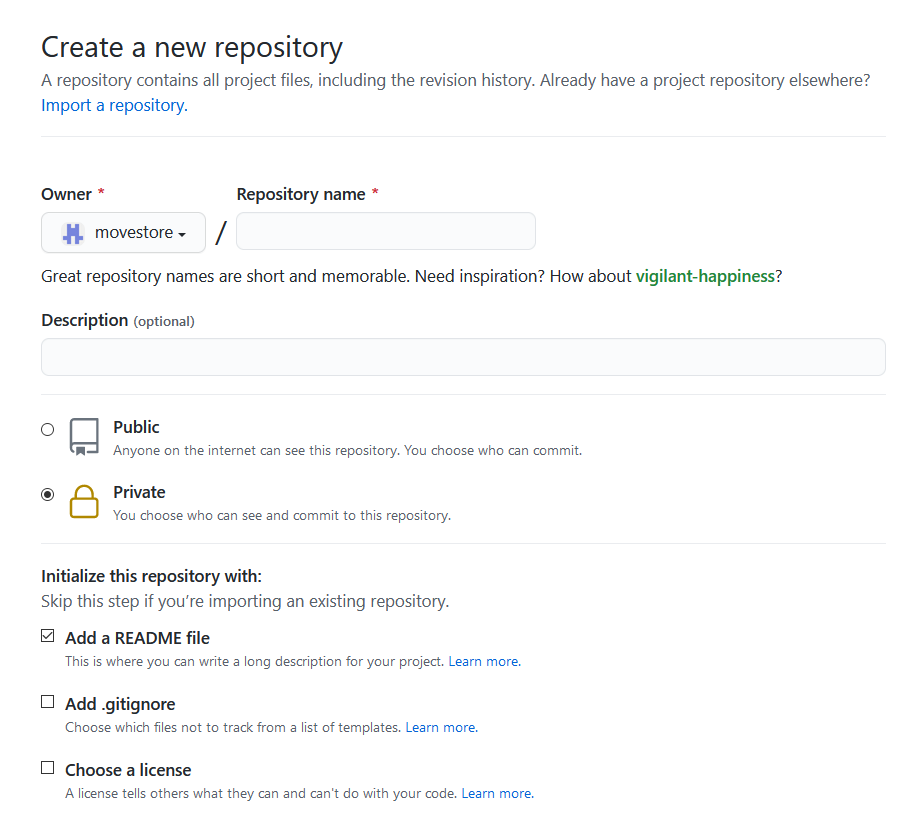 Create a new repository
A repository contains all project files, including the revision history. Already have a project repository elsewhere?
Import a repository.
Owner * Repository name *
movestore /
Great repository names are short and memorable. Need inspiration? How about vigilant-happiness?
Description (optional)
Public
Anyone on the internet can see this repository. You choose who can commit.
Private
You choose who can see and commit to this repository.
Initialize this repository with:
Skip this step if you’re importing an existing repository.
Add a README file
This is where you can write a long description for your project. Learn more.
Add .gitignore
Choose which files not to track from a list of templates. Learn more.
Choose a license
A license tells others what they can and can't do with your code. Learn more.